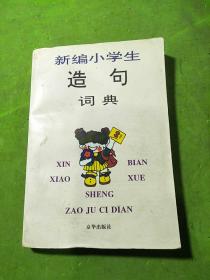 新编小学生
造句
词典
XIN BIAN
XIAO XUE
SHENG
ZAO JU CI DIAN
京华出版社